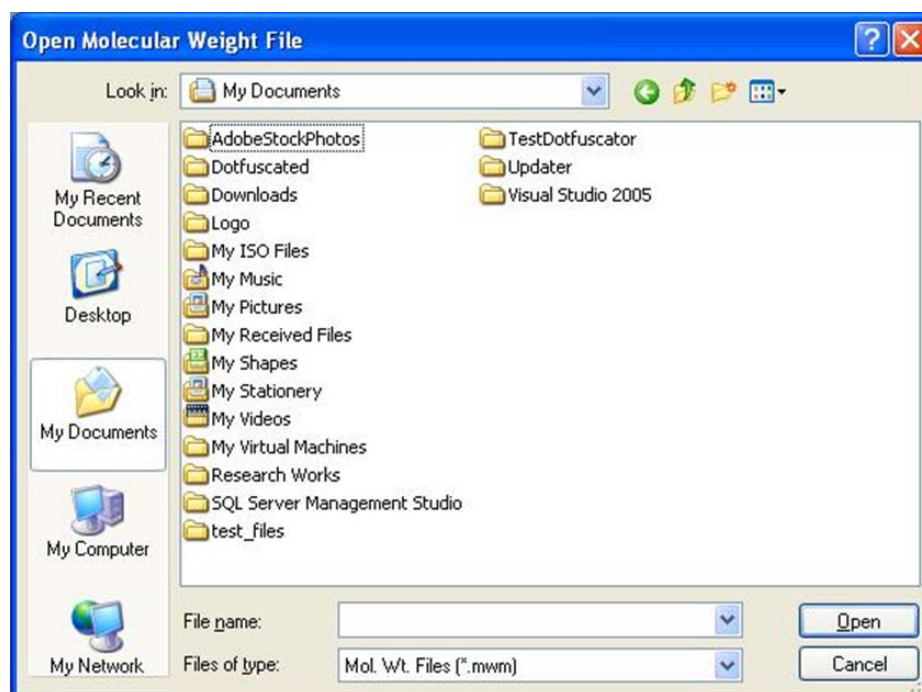 Open Molecular Weight File
Look in: My Documents
My Recent
Documents
Desktop
My Documents
My Computer
My Network
AdobeStockPhotos
Dotfuscated
Downloads
Logo
My ISO Files
My Music
My Pictures
My Received Files
My Shapes
My Stationery
My Videos
My Virtual Machines
Research Works
SQL Server Management Studio
test_files
TestDotfuscator
Updater
Visual Studio 2005
File name:
Open
Files of type: Mol. Wt. Files (*.mwm)
Cancel